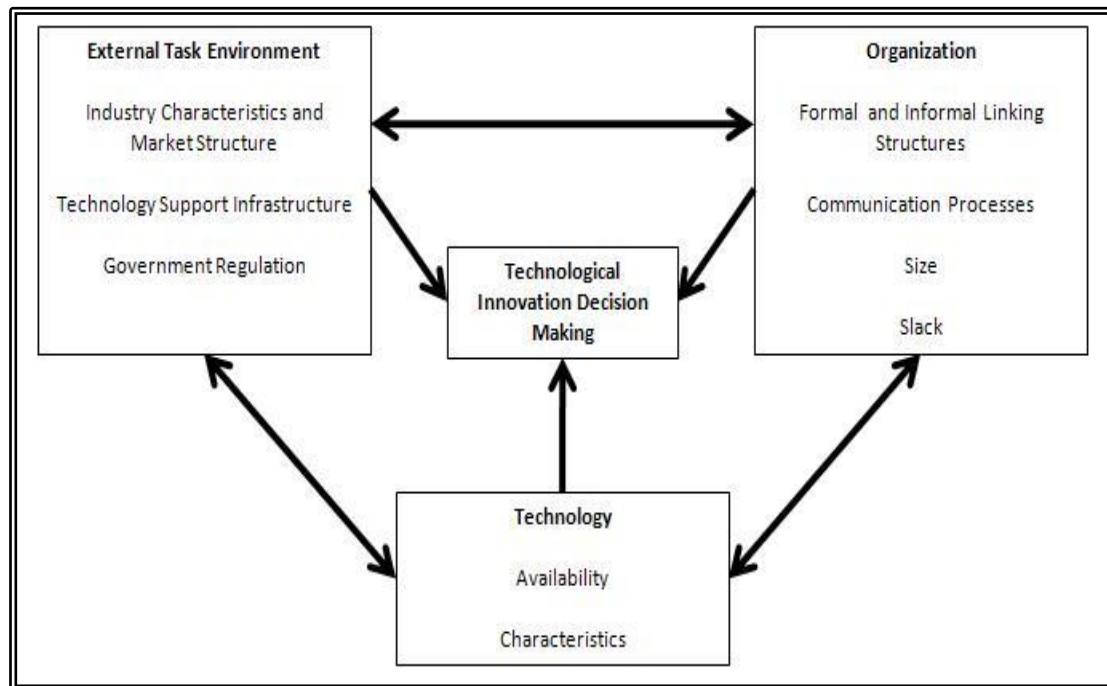 External Task Environment
Industry Characteristics and
Market Structure
Technology Support Infrastructure
Government Regulation
Organization
Formal and Informal Linking
Structures
Communication Processes
Size
Slack
Technological
Innovation Decision
Making
Technology
Availability
Characteristics